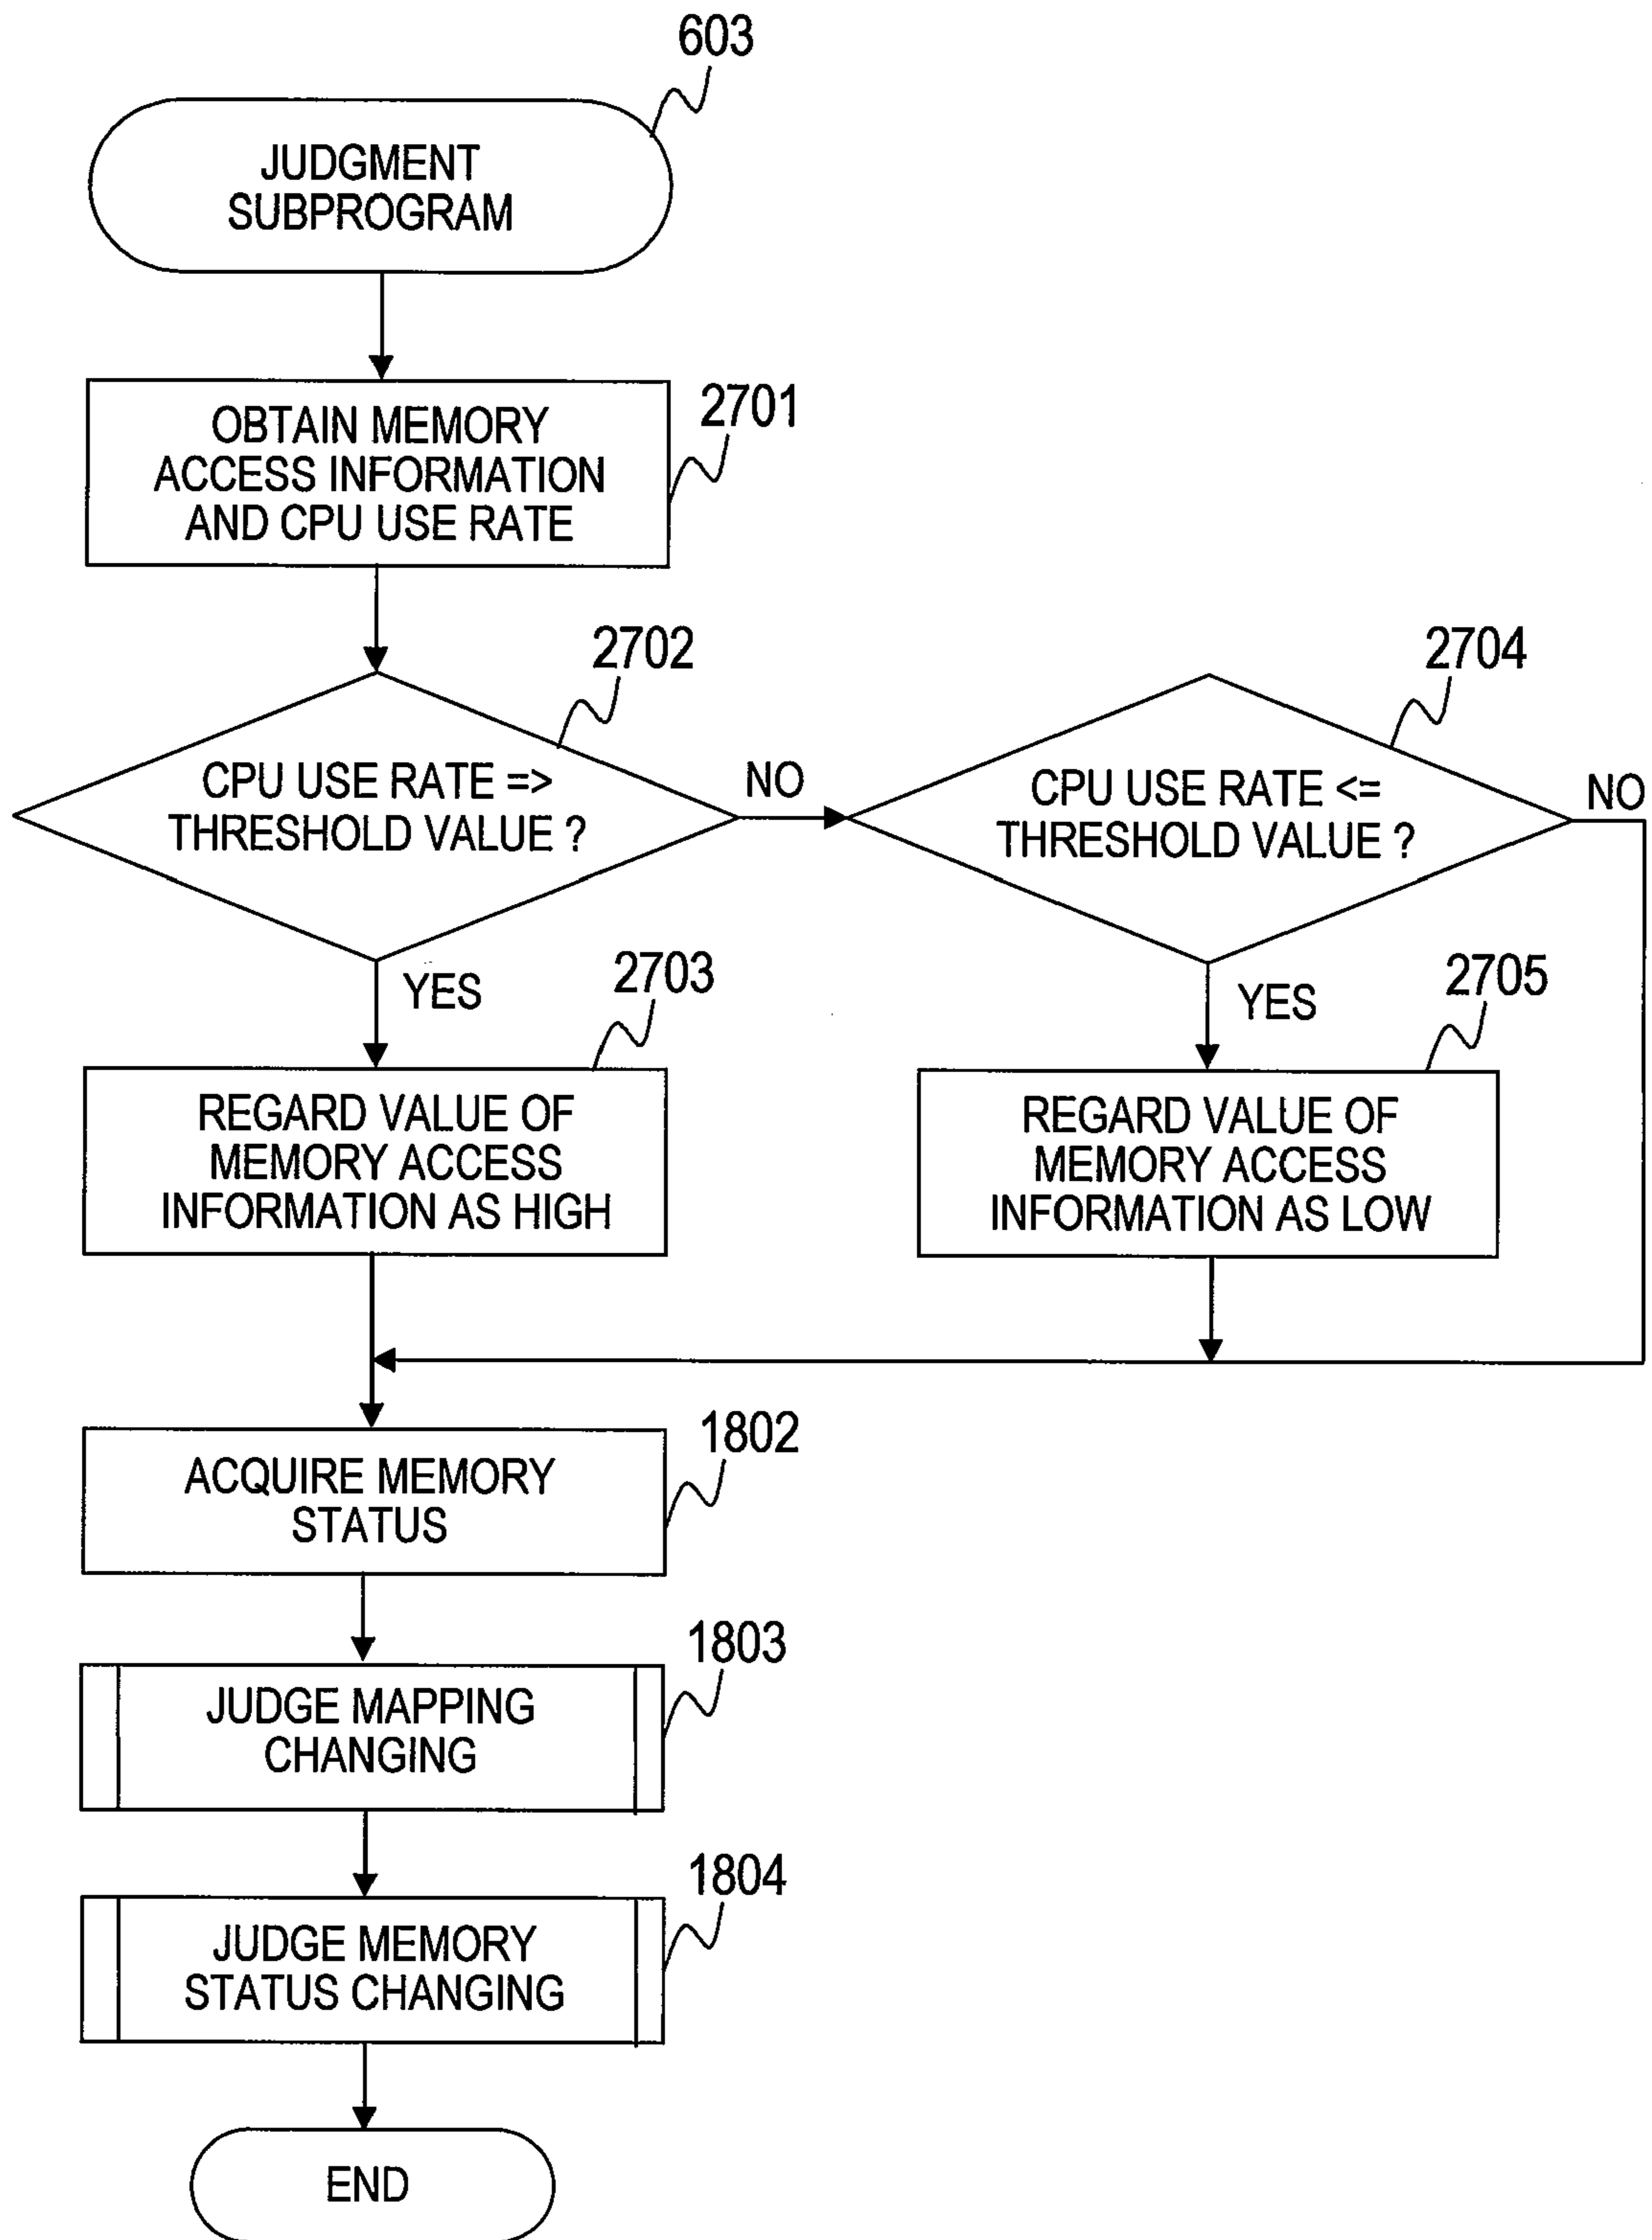 603
JUDGMENT
SUBPROGRAM
2701
OBTAIN MEMORY
ACCESS INFORMATION
AND CPU USE RATE
2702
CPU USE RATE =>
THRESHOLD VALUE ?
NO
2704
CPU USE RATE <=
THRESHOLD VALUE ?
NO
YES
2703
REGARD VALUE OF
MEMORY ACCESS
INFORMATION AS HIGH
YES
2705
REGARD VALUE OF
MEMORY ACCESS
INFORMATION AS LOW
1802
ACQUIRE MEMORY
STATUS
1803
JUDGE MAPPING
CHANGING
1804
JUDGE MEMORY
STATUS CHANGING
END